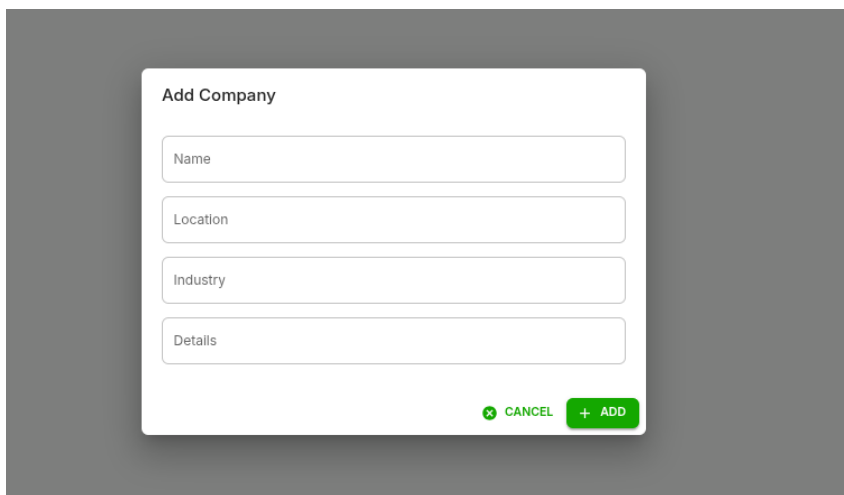 Add Company
Name
Location
Industry
Details
CANCEL
ADD